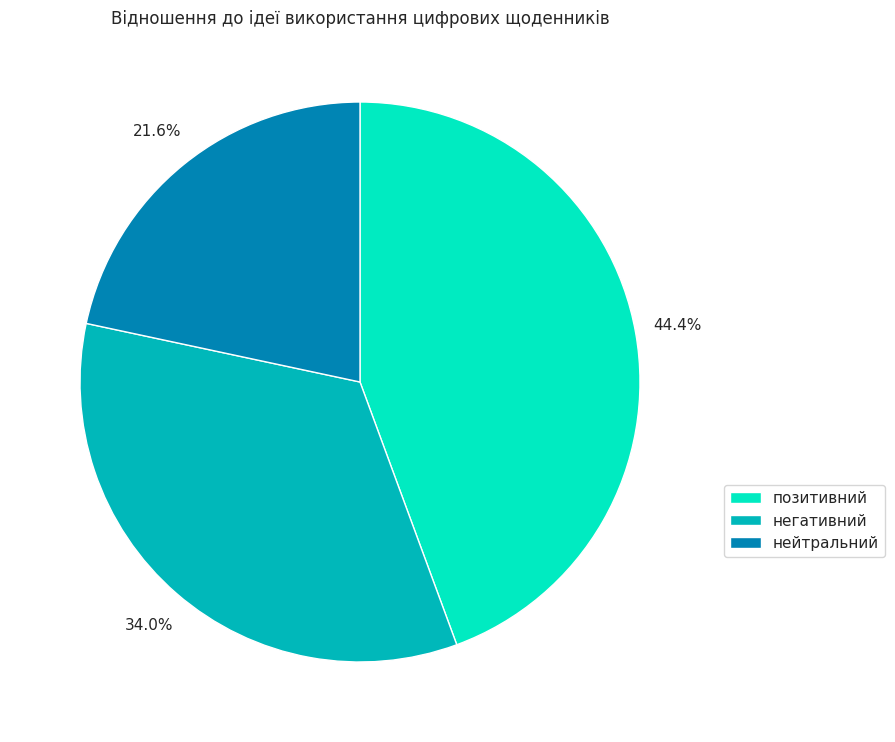 Відношення до ідеї використання цифрових щоденників
21.6%
44.4%
34.0%
позитивний
негативний
нейтральний